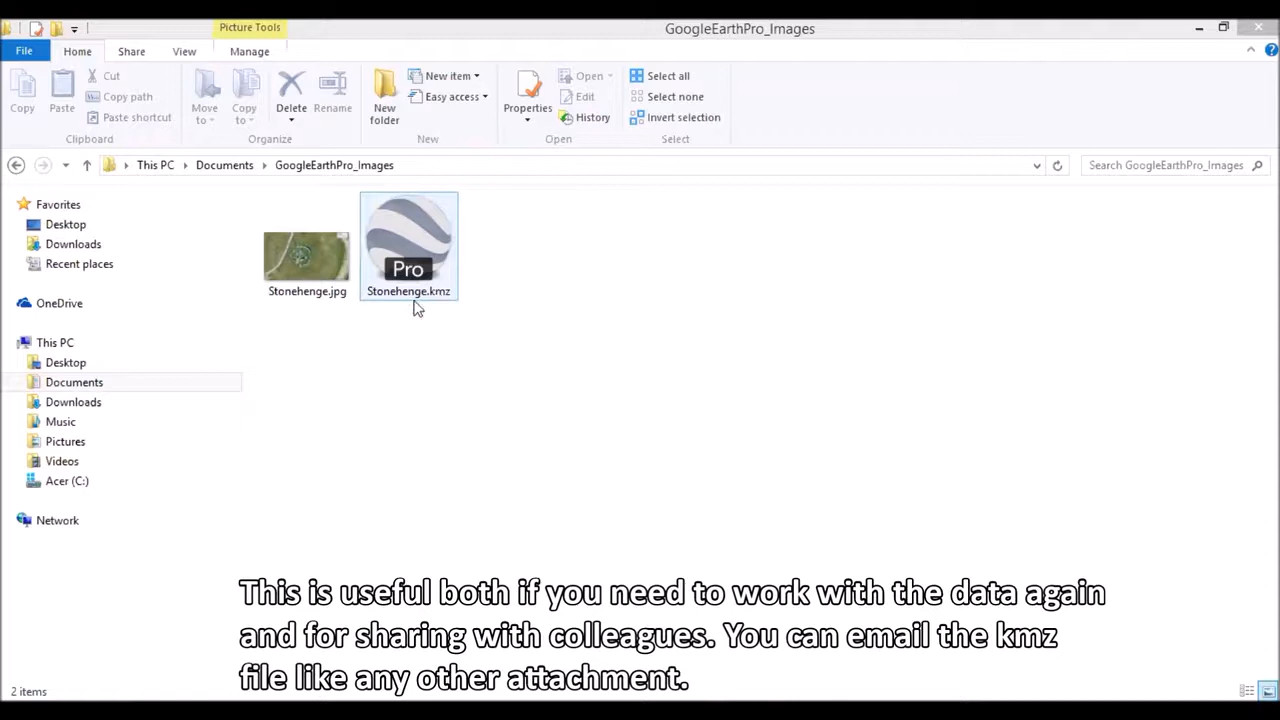 Picture Tools
GoogleEarthPro_Images
File
Home
Share
View
Manage
Copy
Paste
Cut
Copy path
Paste shortcut
Clipboard
Move to
Copy to
Delete
Rename
Organize
New folder
New item
Easy access
New
Properties
Open
Edit
History
Open
Select all
Select none
Invert selection
Select
This PC
Documents
GoogleEarthPro_Images
Search GoogleEarthPro_Images
Favorites
Desktop
Downloads
Recent places
OneDrive
This PC
Desktop
Documents
Downloads
Music
Pictures
Videos
Acer (C:)
Network
Stonehenge.jpg
Pro
Stonehenge.kmz
This is useful both if you need to work with the data again
and for sharing with colleagues. You can email the kmz
file like any other attachment.
2 items